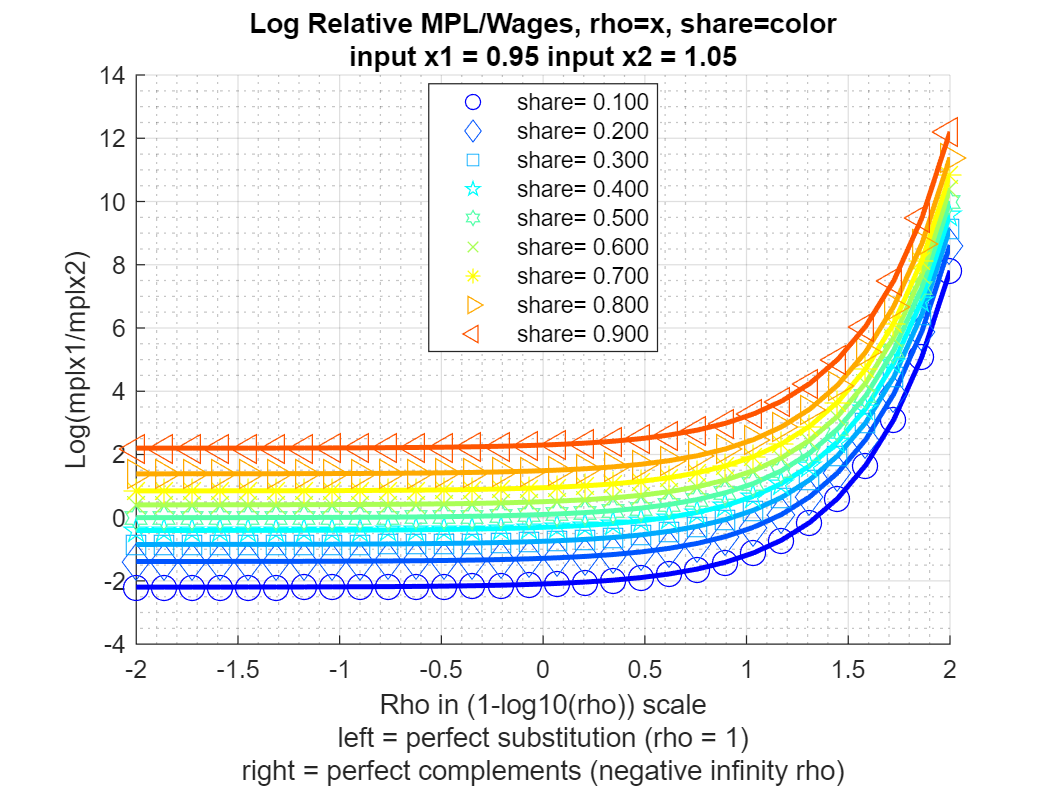 Log Relative MPL/Wages, rho=x, share=color
input x1 = 0.95 input x2 = 1.05
14
12
10
8
6
4
2
0
-2
-4
Log(mplx1/mplx2)
share= 0.100
share= 0.200
share= 0.300
share= 0.400
share= 0.500
share= 0.600
share= 0.700
share= 0.800
share= 0.900
-2 -1.5 -1 -0.5 0 0.5 1 1.5 2
Rho in (1-log10(rho)) scale
left = perfect substitution (rho = 1)
right = perfect complements (negative infinity rho)